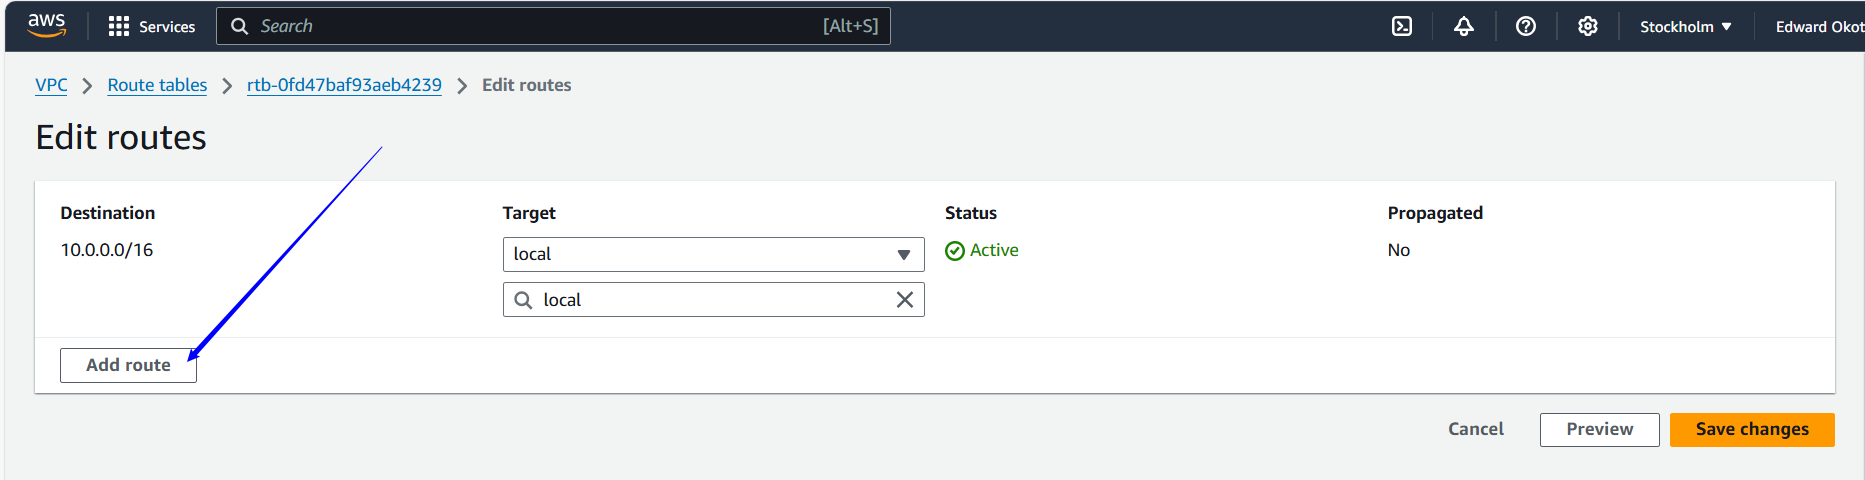 aws Services Search [Alt+S] Stockholm Edward Okot
VPC Route tables rtb-0fd47baf93aeb4239 Edit routes
Edit routes
Destination Target Status Propagated
10.0.0.0/16 local Active No
local
Add route
Cancel Preview Save changes